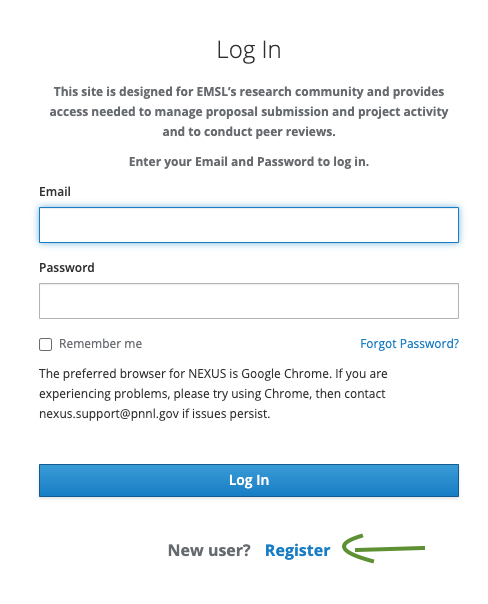 Log In
This site is designed for EMSL's research community and provides
access needed to manage proposal submission and project activity
and to conduct peer reviews.
Enter your Email and Password to log in.
Email
Password
Remember me Forgot Password?
The preferred browser for NEXUS is Google Chrome. If you are
experiencing problems, please try using Chrome, then contact
nexus.support@pnnl.gov if issues persist.
Log In
New user? Register